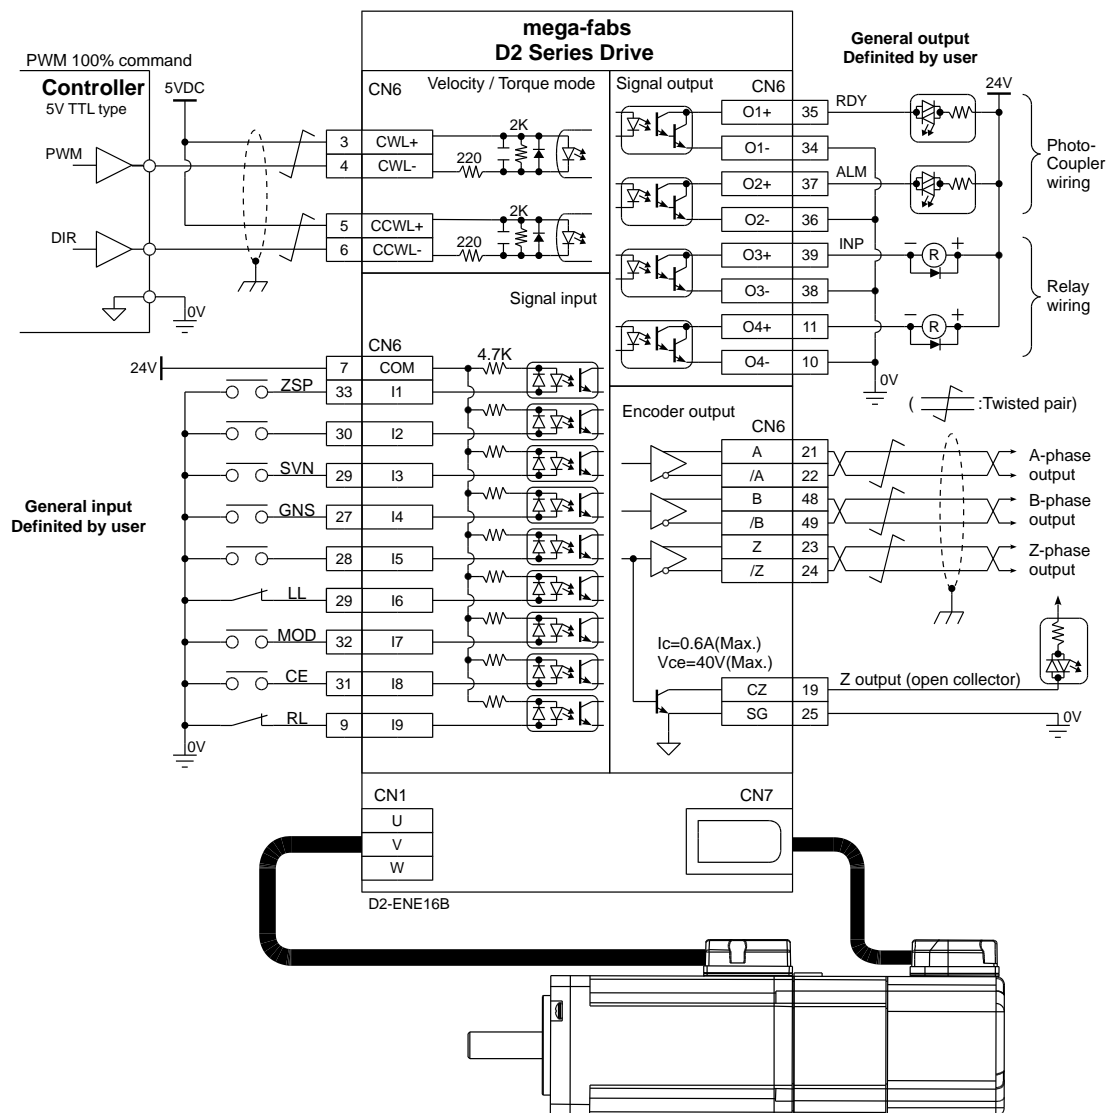 mega-fabs
D2 Series Drive
PWM 100% command
Controller
5V TTL type
5VDC
PWM
DIR
0V
CN6
Velocity / Torque mode
3 CWL+
4 CWL-
220
2K
5 CCWL+
6 CCWL-
220
2K
Signal input
CN6
4.7K
24V
7 COM
ZSP 33 I1
30 I2
SVN 29 I3
GNS 27 I4
28 I5
LL 29 I6
MOD 32 I7
CE 31 I8
RL 9 I9
0V
General input
Definited by user
Signal output
CN6
O1+ 35 RDY
O1- 34
O2+ 37 ALM
O2- 36
O3+ 39 INP
O3- 38
O4+ 11
O4- 10
General output
Definited by user
24V
Photo-
Coupler
wiring
− +
R
Relay
wiring
− +
R
0V
( :Twisted pair)
Encoder output
CN6
A 21
/A 22
B 48
/B 49
Z 23
/Z 24
A-phase
output
B-phase
output
Z-phase
output
Ic=0.6A(Max.)
Vce=40V(Max.)
CZ 19 Z output (open collector)
SG 25
0V
CN1
U
V
W
CN7
D2-ENE16B